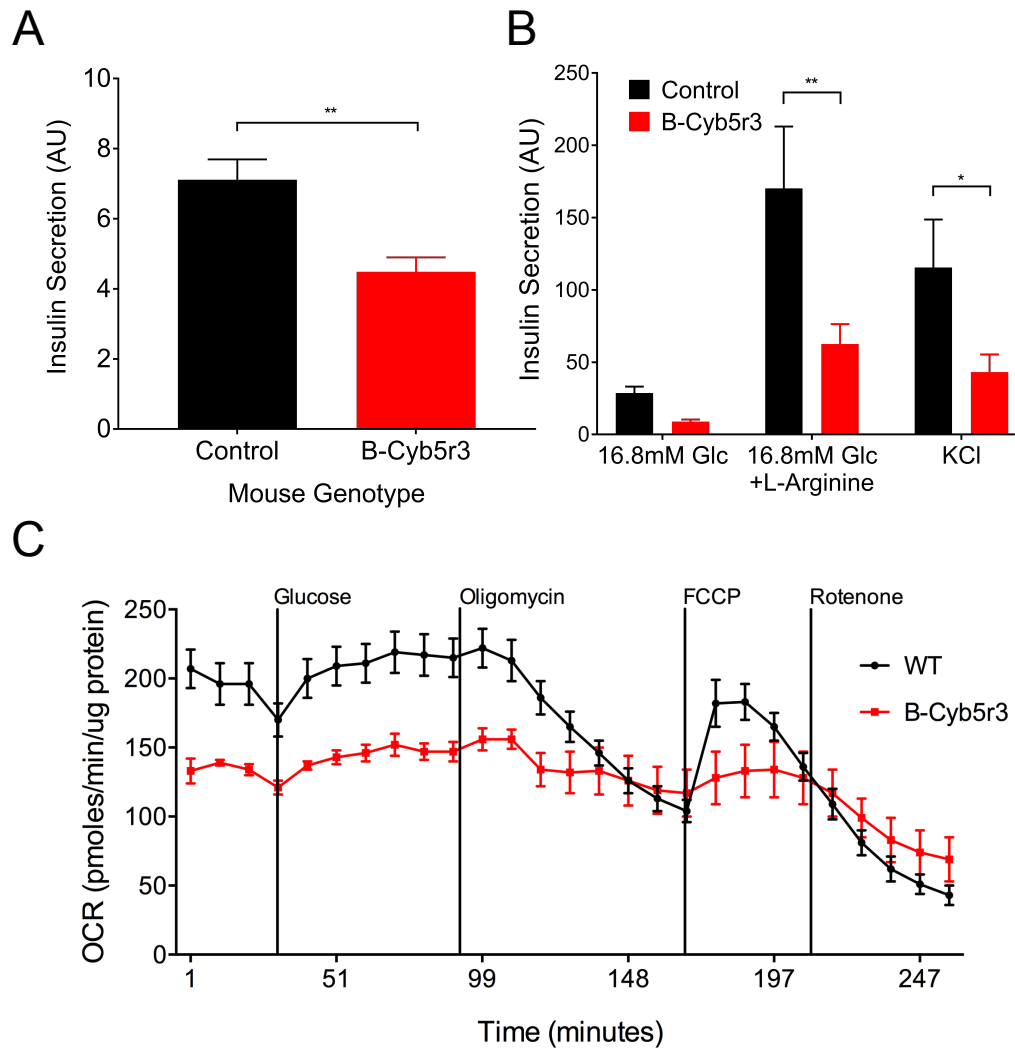 A
Insulin Secretion (AU)
10
8
6
4
2
0
**
Control
B-Cyb5r3
Mouse Genotype
B
Insulin Secretion (AU)
250
200
150
100
50
0
Control
B-Cyb5r3
**
*
16.8mM Glc
16.8mM Glc
+L-Arginine
KCl
C
OCR (pmoles/min/ug protein)
250
200
150
100
50
0
Glucose
Oligomycin
FCCP
Rotenone
WT
B-Cyb5r3
1
51
99
148
197
247
Time (minutes)